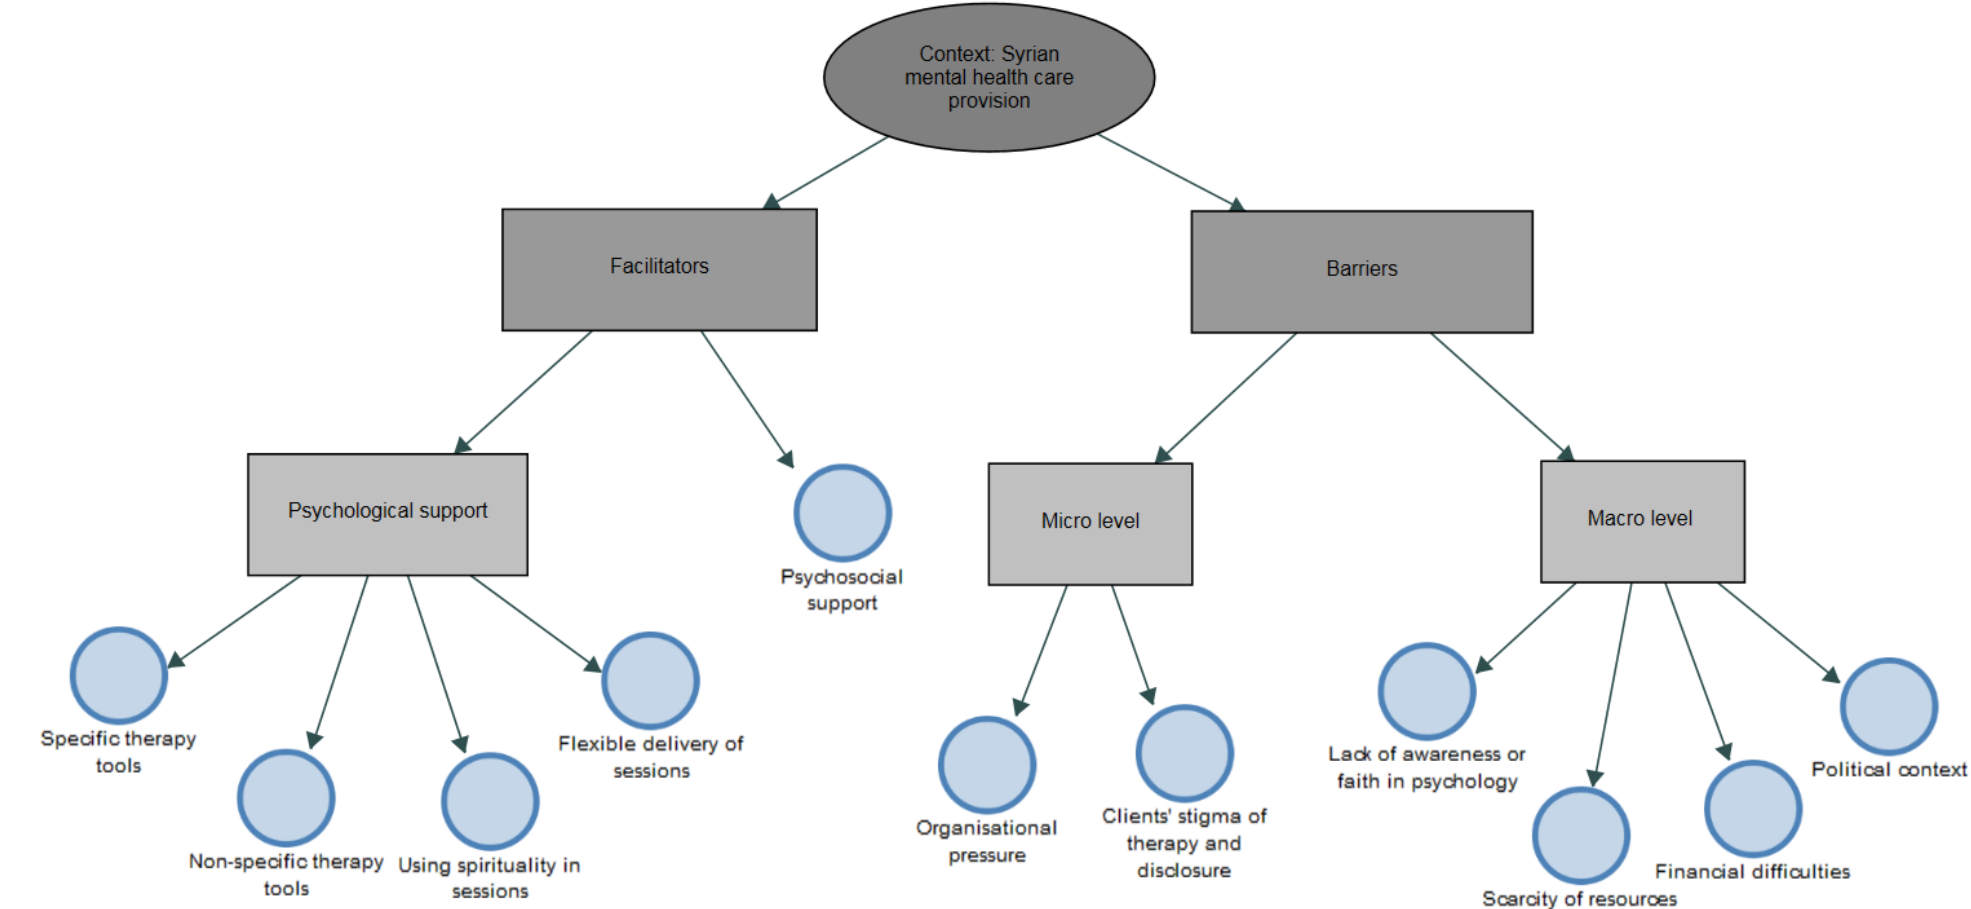 Context: Syrian
mental health care
provision
Facilitators
Barriers
Psychological support
Psychosocial
support
Micro level
Macro level
Specific therapy
tools
Non-specific therapy
tools
Using spirituality in
sessions
Flexible delivery of
sessions
Organisational
pressure
Clients' stigma of
therapy and
disclosure
Lack of awareness or
faith in psychology
Scarcity of resources
Financial difficulties
Political context